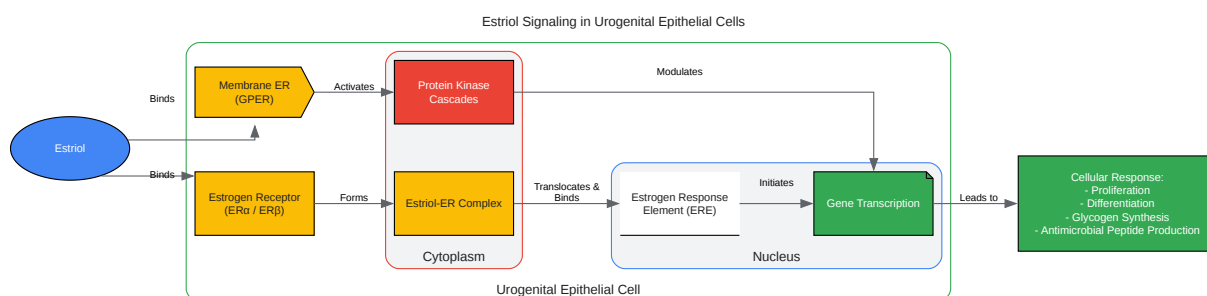 Estriol Signaling in Urogenital Epithelial Cells
Membrane ER
(GPER)
Activates
Protein Kinase
Cascades
Modulates
Binds
Estriol
Binds
Estrogen Receptor
(ERα / ERβ)
Forms
Estriol-ER Complex
Translocates &
Binds
Estrogen Response
Element (ERE)
Initiates
Gene Transcription
Leads to
Cellular Response:
- Proliferation
- Differentiation
- Glycogen Synthesis
- Antimicrobial Peptide Production
Cytoplasm
Nucleus
Urogenital Epithelial Cell